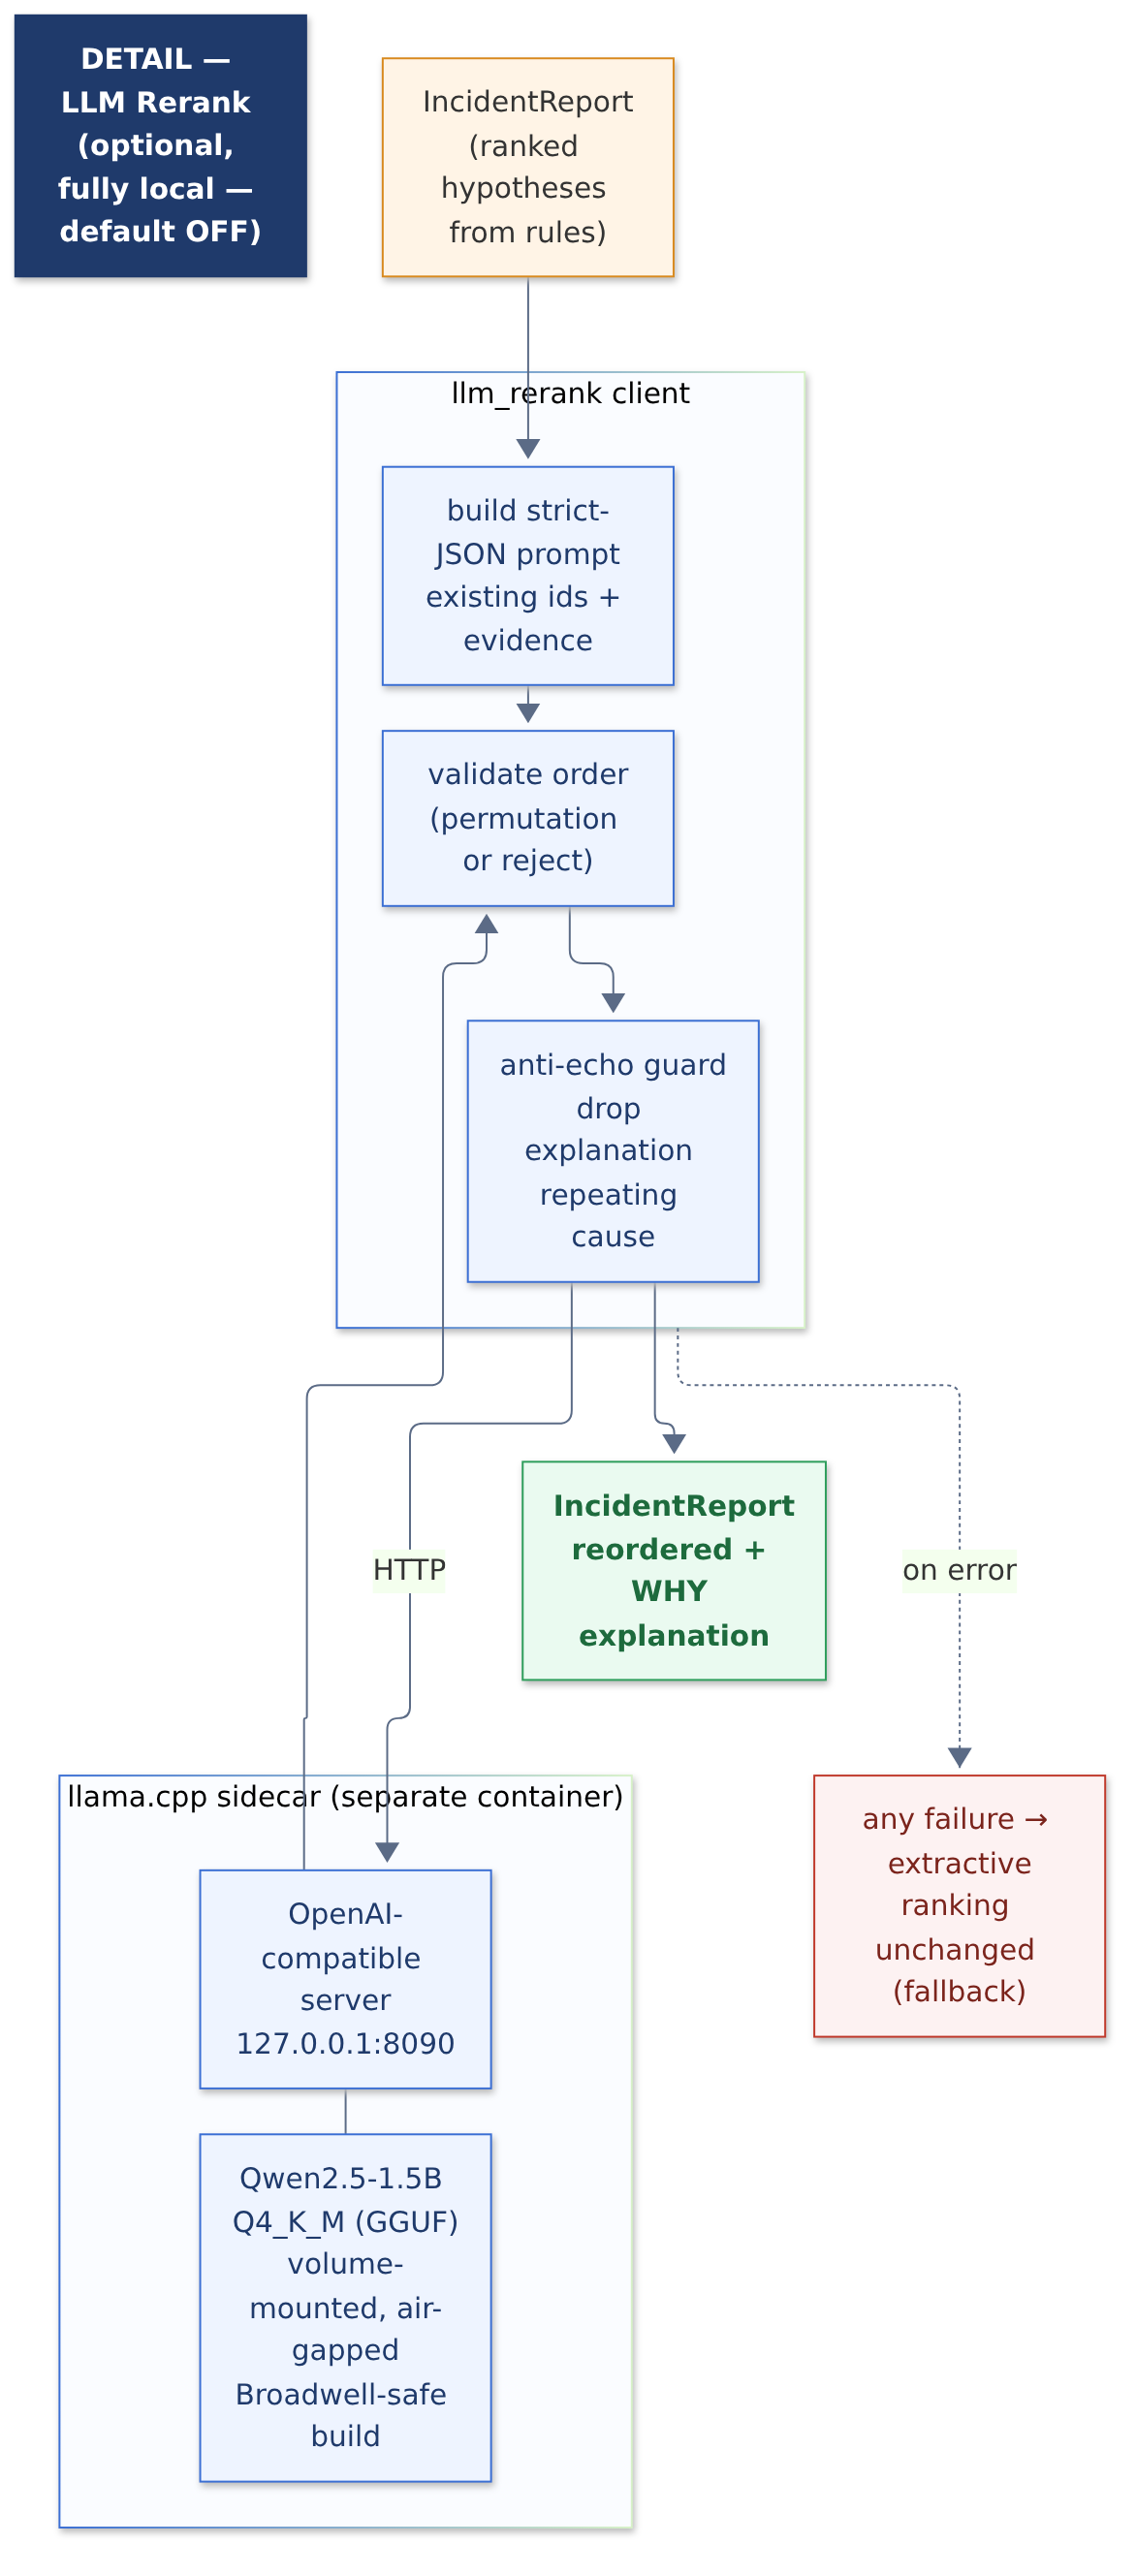 DETAIL —
LLM Rerank
(optional,
fully local —
default OFF)
IncidentReport
(ranked
hypotheses
from rules)
llm_rerank client
build strict-
JSON prompt
existing ids +
evidence
validate order
(permutation
or reject)
anti-echo guard
drop
explanation
repeating
cause
HTTP
IncidentReport
reordered +
WHY
explanation
on error
llama.cpp sidecar (separate container)
any failure →
extractive
ranking
unchanged
(fallback)
OpenAI-
compatible
server
127.0.0.1:8090
Qwen2.5-1.5B
Q4_K_M (GGUF)
volume-
mounted, air-
gapped
Broadwell-safe
build